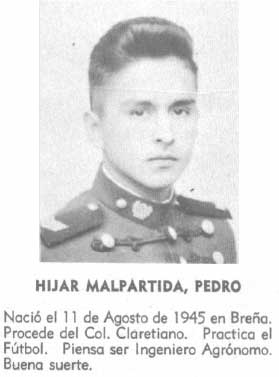 HIJAR MALPARTIDA, PEDRO
Nació el 11 de Agosto de 1945 en Breña.
Procede del Col. Claretiano. Practica el
Fútbol. Piensa ser Ingeniero Agrónomo.
Buena suerte.